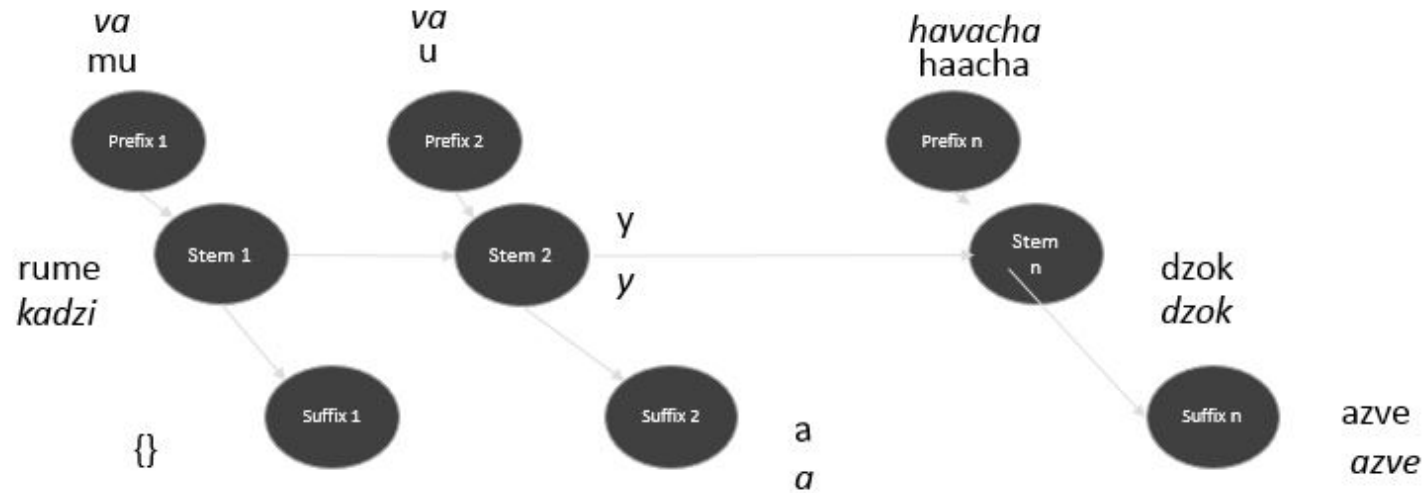 va
mu
va
u
havacha
haacha
Prefix 1
Prefix 2
Prefix n
Stem 1
Stem 2
y
y
Stem
n
rume
kadzi
dzok
dzok
Suffix 1
Suffix 2
Suffix n
{}
a
a
azve
azve